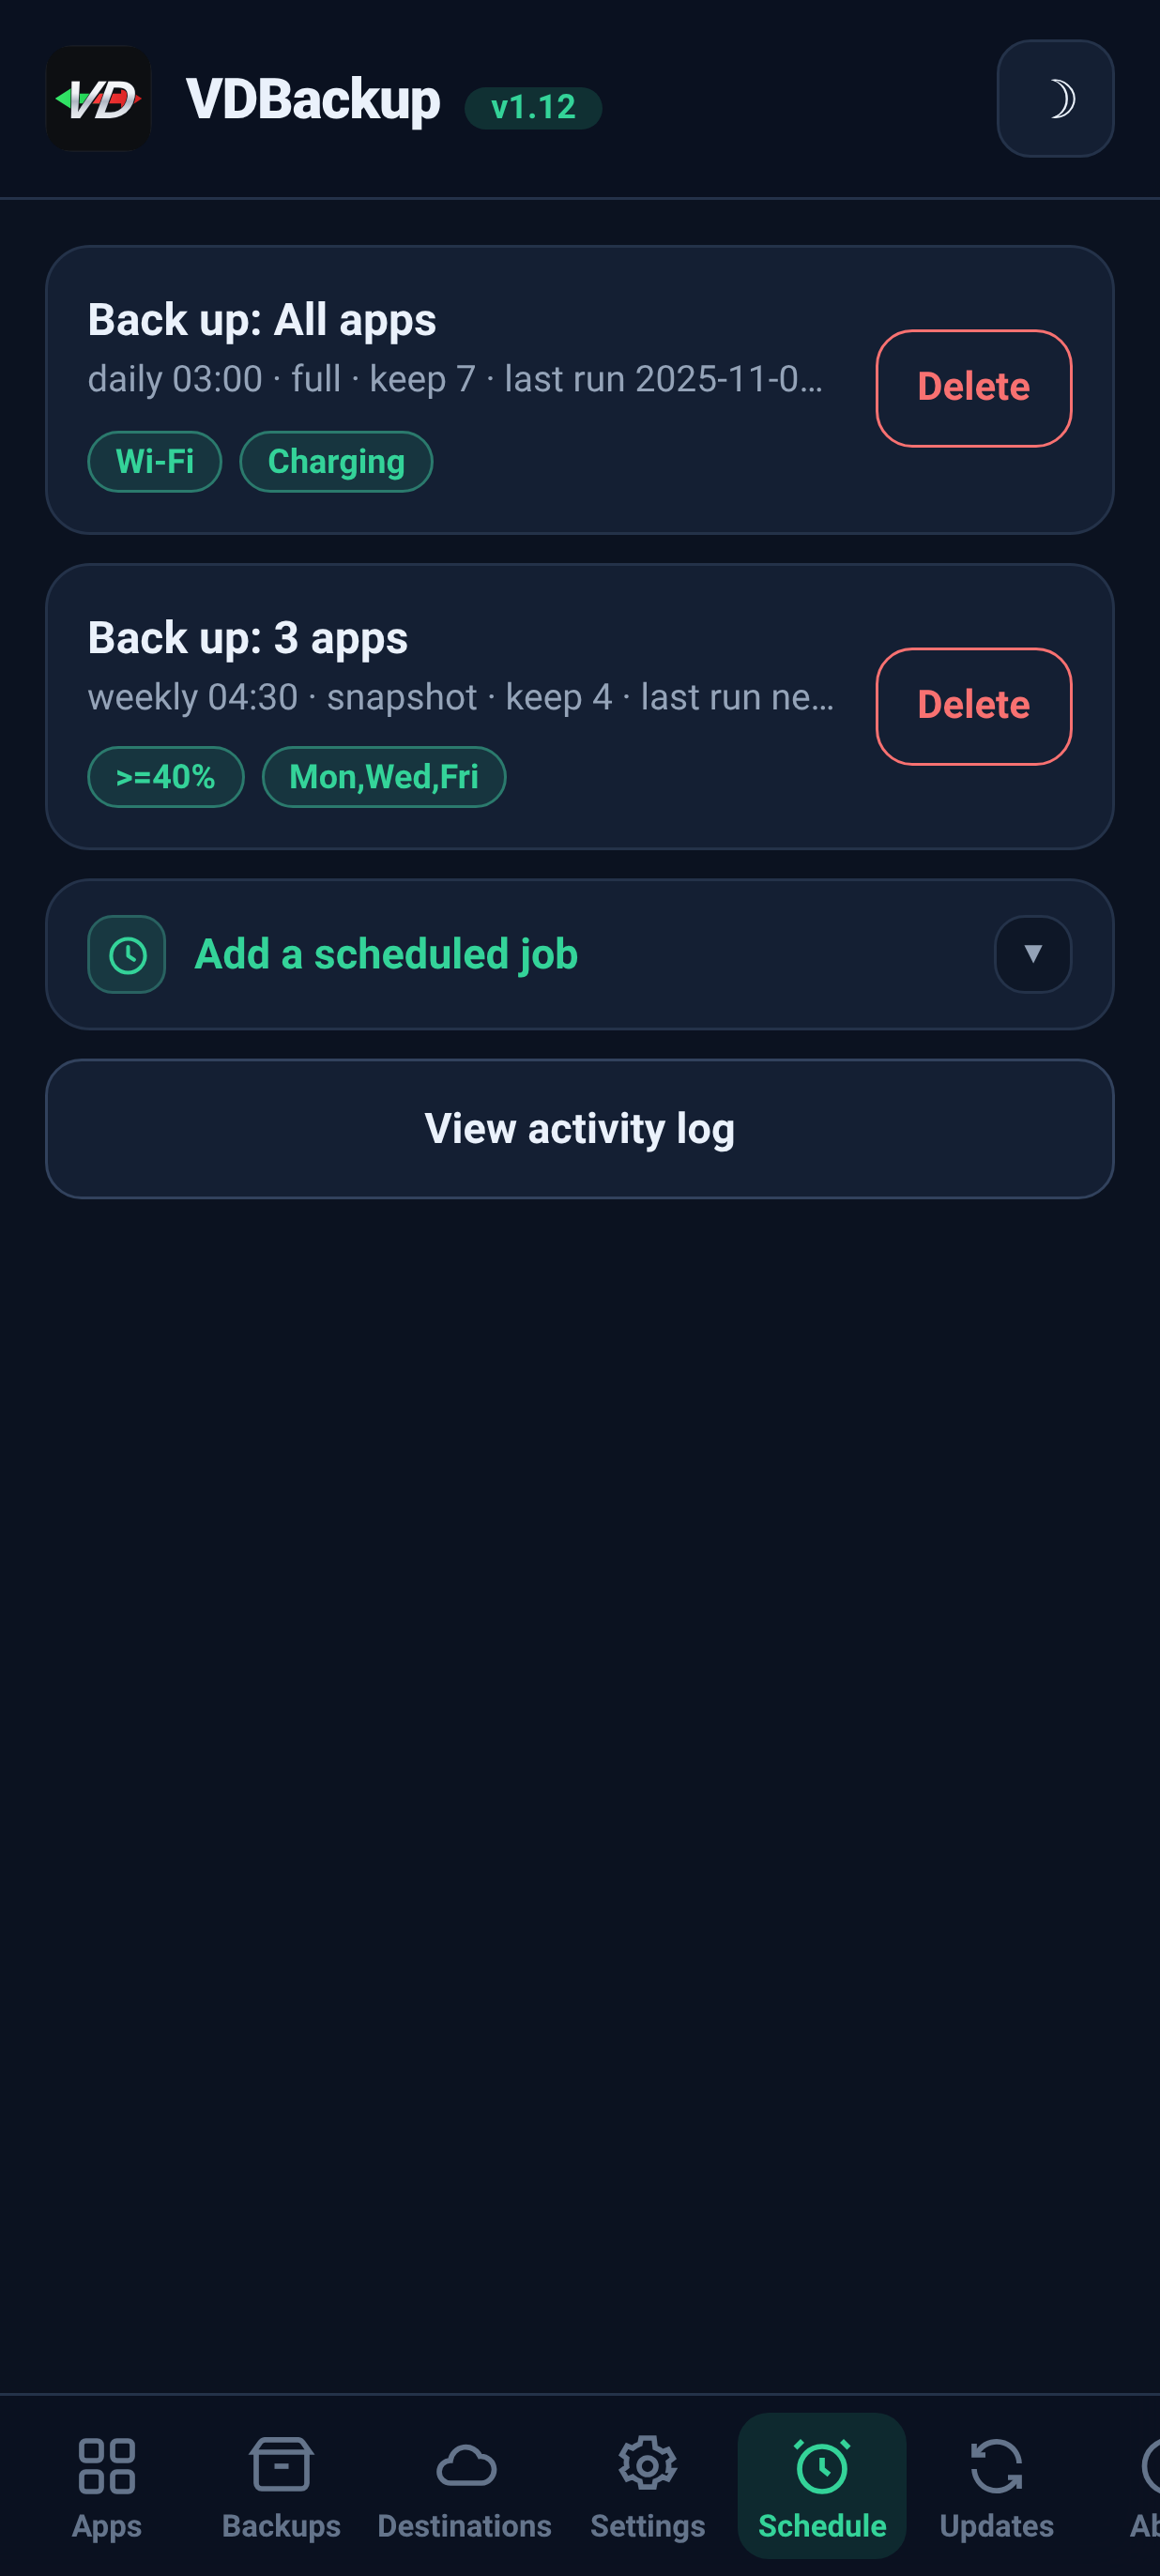 VD
VDBackup v1.12
Back up: All apps
daily 03:00 · full · keep 7 · last run 2025-11-0…
Delete
Wi-Fi
Charging
Back up: 3 apps
weekly 04:30 · snapshot · keep 4 · last run ne…
Delete
>=40%
Mon,Wed,Fri
Add a scheduled job
View activity log
Apps
Backups
Destinations
Settings
Schedule
Updates
Ab